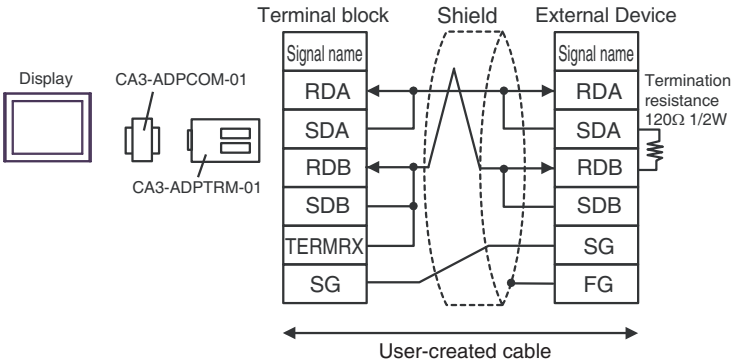 Terminal block
Shield
External Device
Display
CA3-ADPCOM-01
CA3-ADPTRM-01
Signal name
RDA
SDA
RDB
SDB
TERMRX
SG
Signal name
RDA
SDA
RDB
SDB
SG
FG
Termination
resistance
120Ω 1/2W
User-created cable